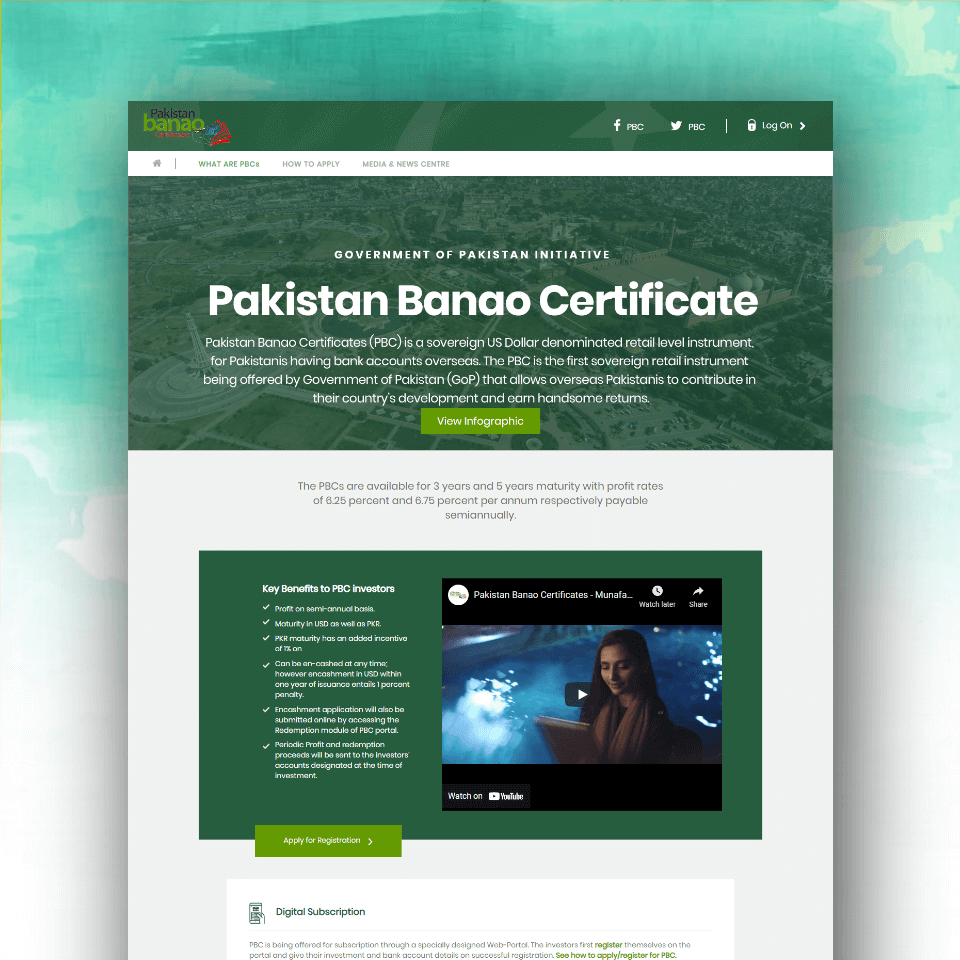 Pakistan
banao
PBC
PBC
Log On
WHAT ARE PBCs
HOW TO APPLY
MEDIA & NEWS CENTRE
GOVERNMENT OF PAKISTAN INITIATIVE
Pakistan Banao Certificate
Pakistan Banao Certificates (PBC) is a sovereign US Dollar denominated retail level instrument,
for Pakistanis having bank accounts overseas. The PBC is the first sovereign retail instrument
being offered by Government of Pakistan (GoP) that allows overseas Pakistanis to contribute in
their country's development and earn handsome returns.
View Infographic
The PBCs are available for 3 years and 5 years maturity with profit rates
of 6.25 percent and 6.75 percent per annum respectively payable
semiannually.
Key Benefits to PBC investors
Profit on semi-annual basis.
Maturity in USD as well as PKR.
PKR maturity has an added incentive
of 1% on
Can be en-cashed at any time;
however encashment in USD within
one year of issuance entails 1 percent
penalty.
Encashment application will also be
submitted online by accessing the
Redemption module of PBC portal.
Periodic Profit and redemption
proceeds will be sent to the investors'
accounts designated at the time of
investment.
Pakistan Banao Certificates - Munafa...
Watch later
Share
Watch on YouTube
Apply for Registration
Digital Subscription
PBC is being offered for subscription through a specially designed Web-Portal. The investors first register themselves on the
portal and give their investment and bank account details on successful registration. See how to apply/register for PBC.